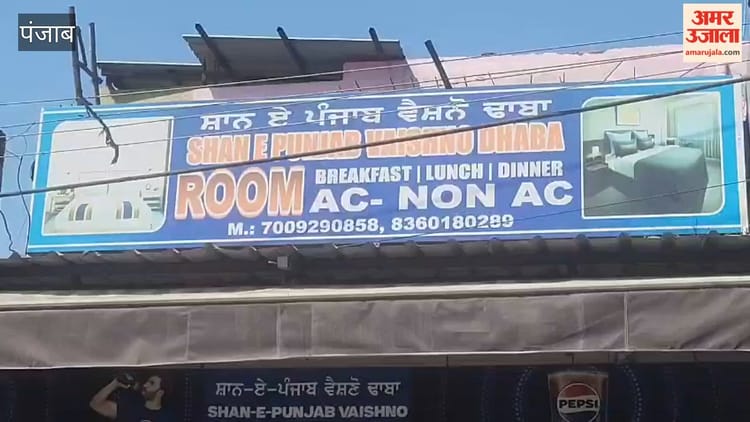 पंजाब
अमर उजाला
amarujala.com
ਸ਼ਾਨ ਏ ਪੰਜਾਬ ਵੈਸ਼ਨੋ ਢਾਬਾ
SHAN E PUNJAB VAISHNO DHABA
ROOM
BREAKFAST | LUNCH | DINNER
AC- NON AC
M.: 7009290858, 8360180289
ਸ਼ਾਨ-ਏ-ਪੰਜਾਬ ਵੈਸ਼ਨੋ ਢਾਬਾ
SHAN-E-PUNJAB VAISHNO
PEPSI